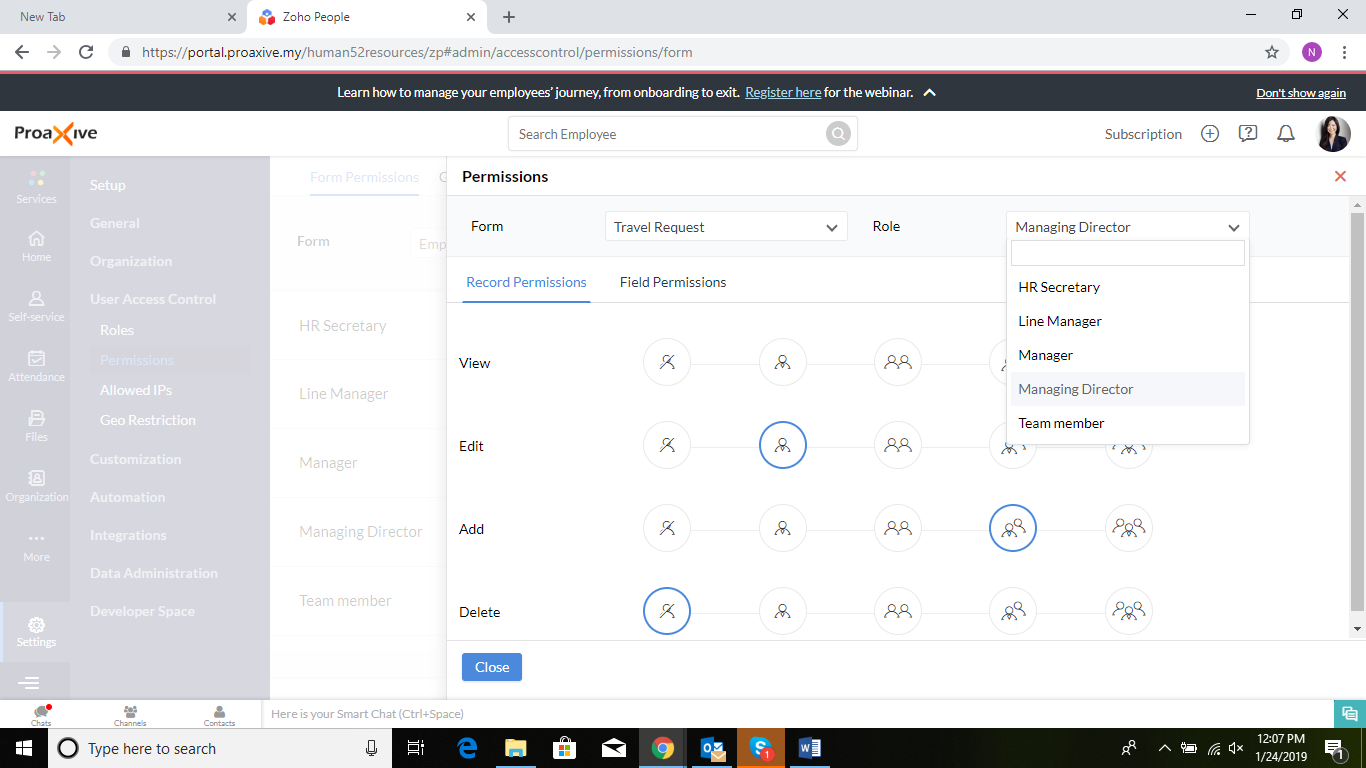 New Tab
Zoho People
https://portal.proaxive.my/human52resources/zp#admin/accesscontrol/permissions/form
N
Learn how to manage your employees' journey, from onboarding to exit. Register here for the webinar.
Don't show again
ProaXive
Search Employee
Subscription
Services
Home
Self-service
Attendance
Files
Organization
More
Settings
Setup
General
Organization
User Access Control
Roles
Permissions
Allowed IPs
Geo Restriction
Customization
Automation
Integrations
Data Administration
Developer Space
Form Permissions
Form
Emp
HR Secretary
Line Manager
Manager
Managing Director
Team member
Permissions
Form
Travel Request
Role
Managing Director
HR Secretary
Line Manager
Manager
Managing Director
Team member
Record Permissions
Field Permissions
View
Edit
Add
Delete
Close
Chats
Channels
Contacts
Here is your Smart Chat (Ctrl+Space)
Type here to search
1
12:07 PM
1/24/2019
1